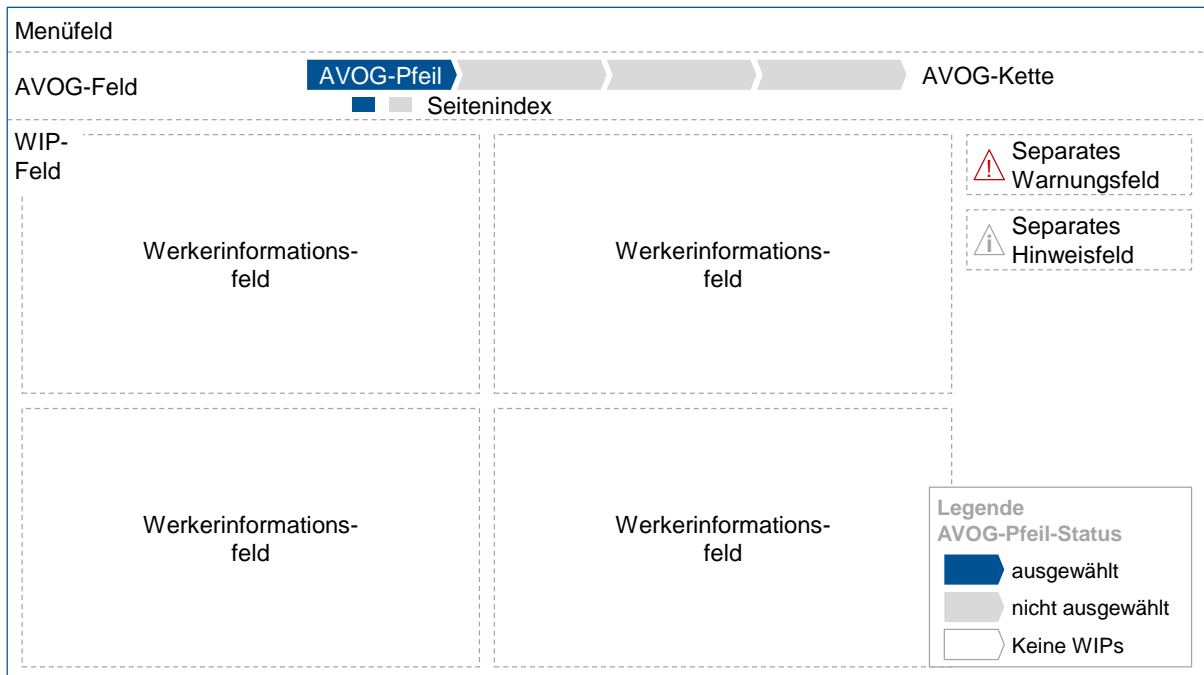 Menüfeld
AVOG-Feld
AVOG-Pfeil
AVOG-Kette
Seitenindex
WIP-
Feld
Werkerinformations-
feld
Werkerinformations-
feld
Separates
Warnungsfeld
Separates
Hinweisfeld
Werkerinformations-
feld
Werkerinformations-
feld
Legende
AVOG-Pfeil-Status
ausgewählt
nicht ausgewählt
Keine WIPs